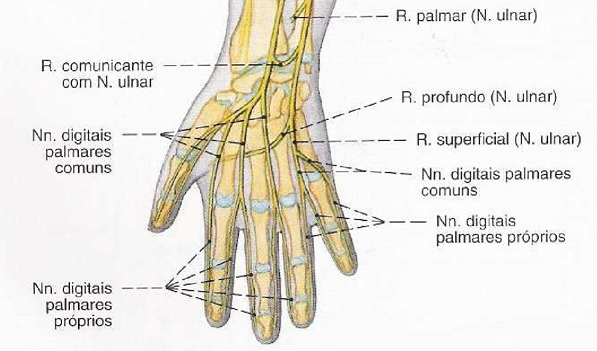 R. palmar (N. ulnar)
R. comunicante
com N. ulnar
R. profundo (N. ulnar)
Nn. digitais
palmares
comuns
R. superficial (N. ulnar)
Nn. digitais palmares
comuns
Nn. digitais
palmares próprios
Nn. digitais
palmares
próprios